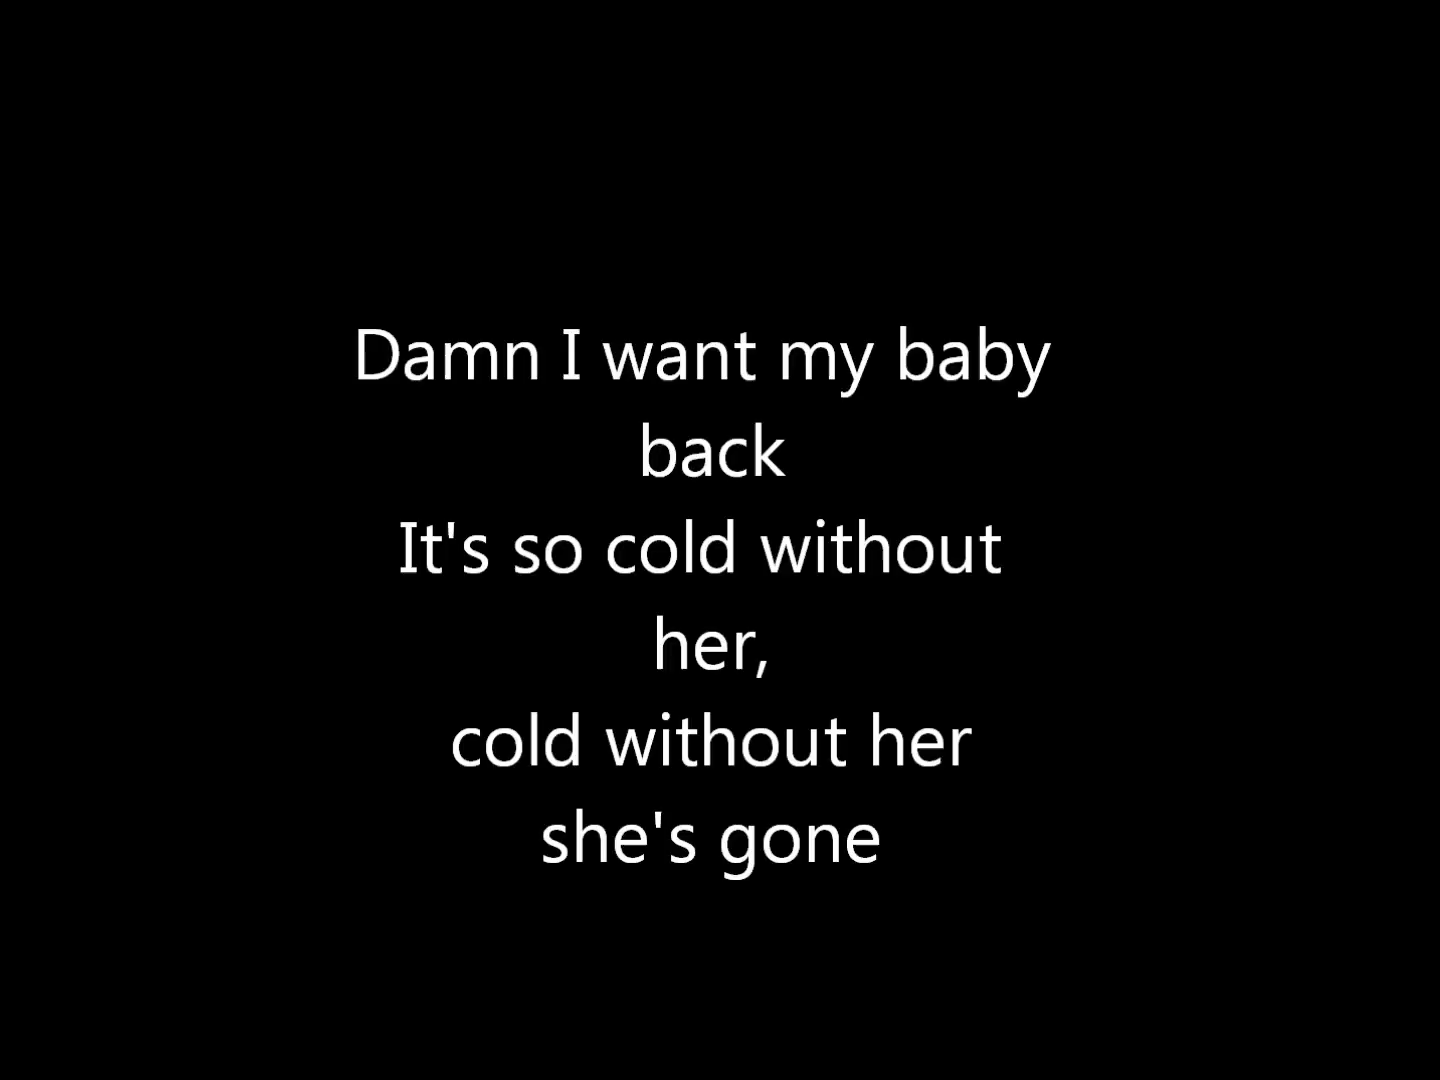 Damn I want my baby
back
It's so cold without
her,
cold without her
she's gone